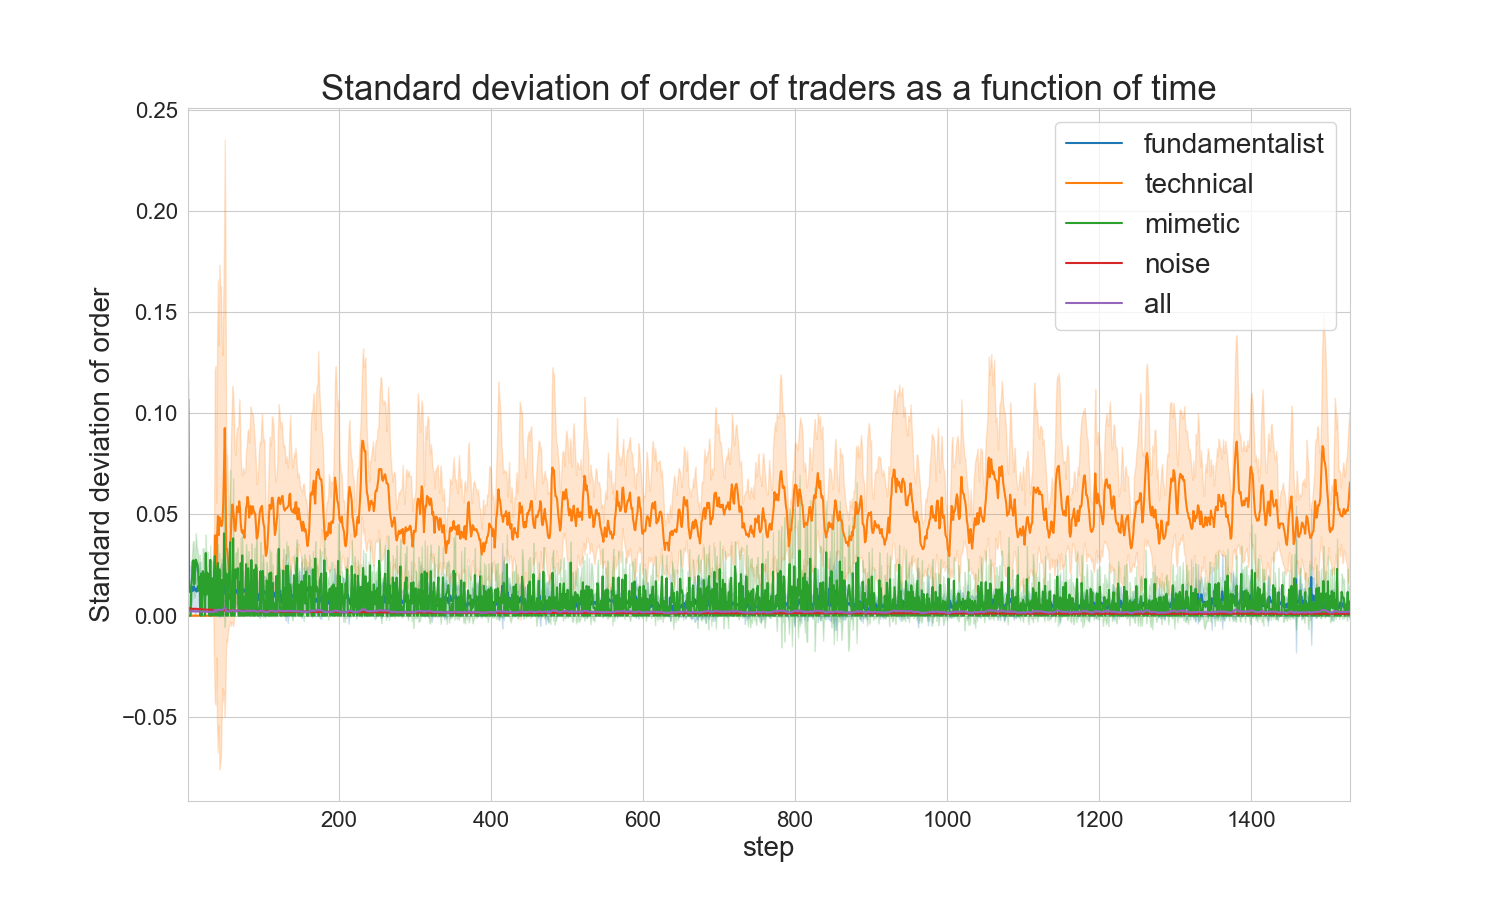 Standard deviation of order of traders as a function of time
0.25
0.20
0.15
0.10
0.05
0.00
−0.05
Standard deviation of order
fundamentalist
technical
mimetic
noise
all
200 400 600 800 1000 1200 1400
step